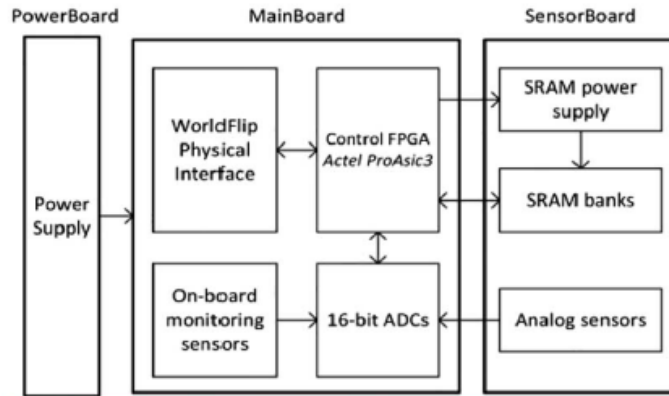 PowerBoard
MainBoard
SensorBoard
Power
Supply
WorldFlip
Physical
Interface
Control FPGA
Actel ProAsic3
On-board
monitoring
sensors
16-bit ADCs
SRAM power
supply
SRAM banks
Analog sensors